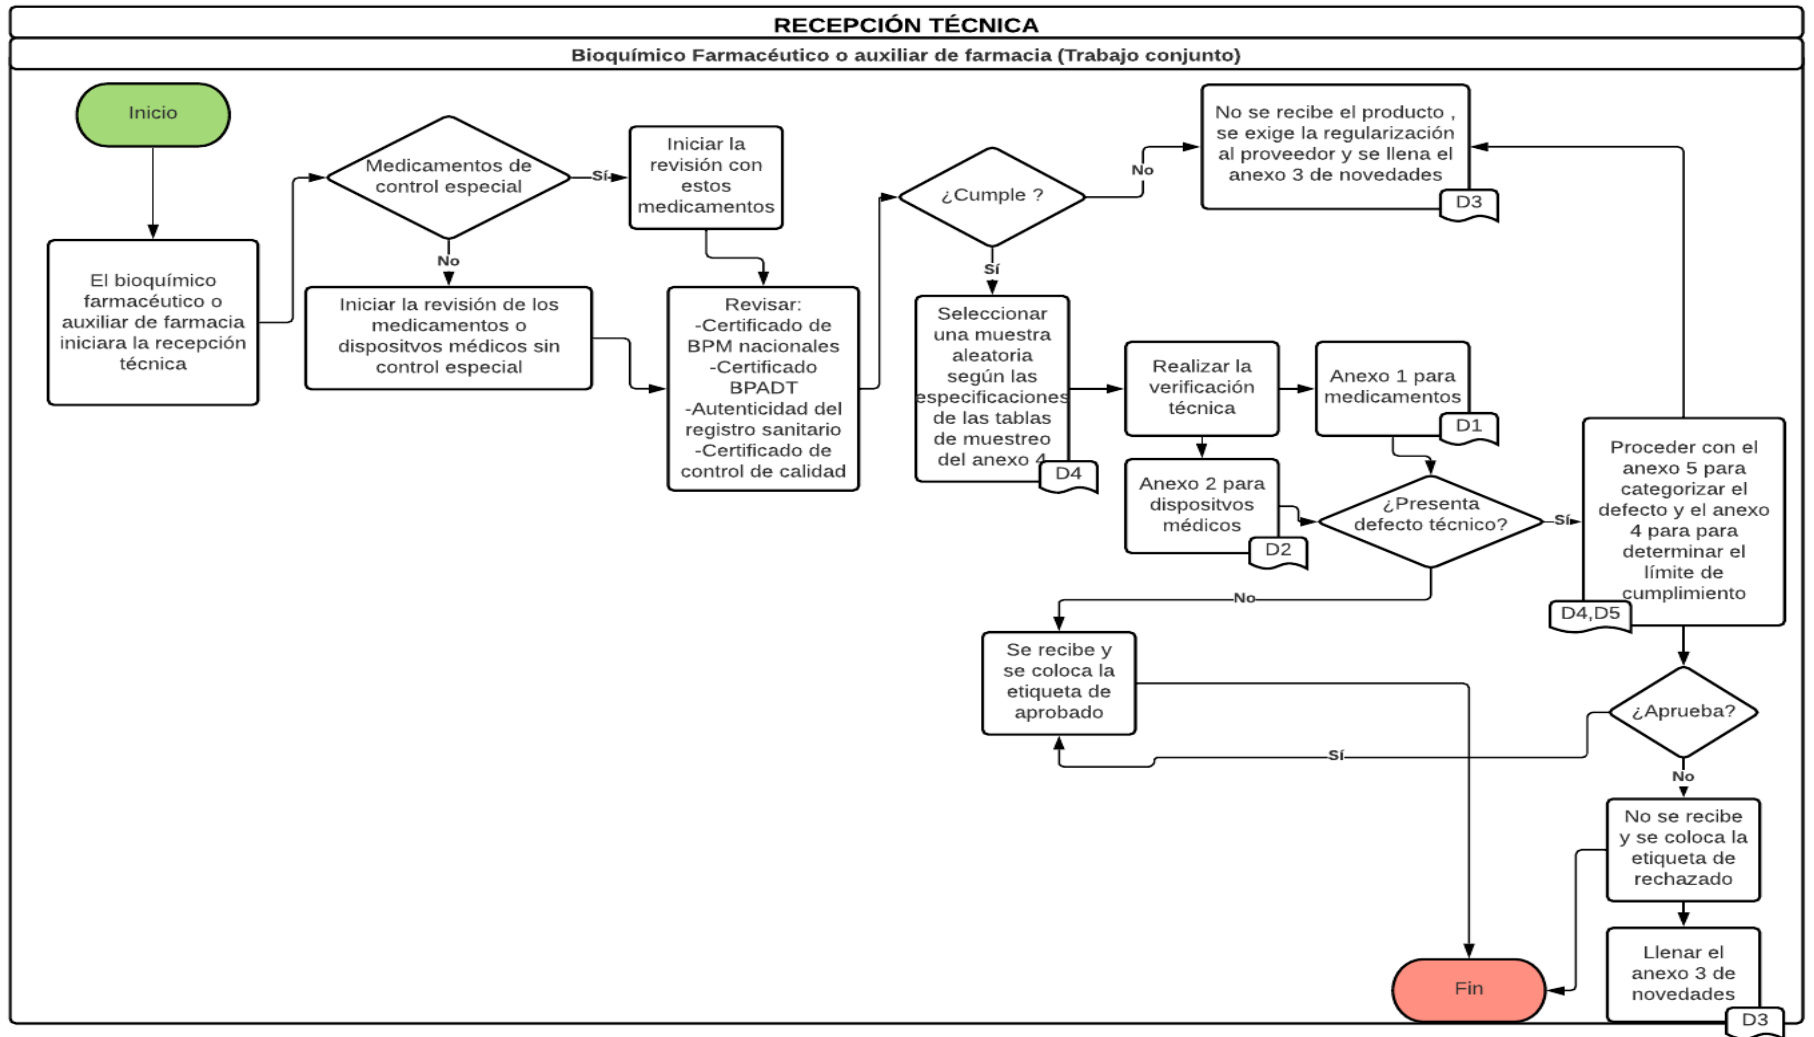 RECEPCIÓN TÉCNICA
Bioquímico Farmacéutico o auxiliar de farmacia (Trabajo conjunto)
Inicio
El bioquímico
farmacéutico o
auxiliar de farmacia
iniciara la recepción
técnica
Medicamentos de
control especial
Sí
No
Iniciar la
revisión con
estos
medicamentos
Iniciar la revisión de los
medicamentos o
dispositvos médicos sin
control especial
Revisar:
-Certificado de
BPM nacionales
-Certificado
BPADT
-Autenticidad del
registro sanitario
-Certificado de
control de calidad
¿Cumple ?
No
Sí
No se recibe el producto ,
se exige la regularización
al proveedor y se llena el
anexo 3 de novedades
D3
Seleccionar
una muestra
aleatoria
según las
especificaciones
de las tablas
de muestreo
del anexo 4
D4
Realizar la
verificación
técnica
Anexo 1 para
medicamentos
D1
Anexo 2 para
dispositvos
médicos
D2
¿Presenta
defecto técnico?
Sí
No
Proceder con el
anexo 5 para
categorizar el
defecto y el anexo
4 para para
determinar el
límite de
cumplimiento
D4,D5
Se recibe y
se coloca la
etiqueta de
aprobado
¿Aprueba?
Sí
No
No se recibe
y se coloca la
etiqueta de
rechazado
Llenar el
anexo 3 de
novedades
D3
Fin